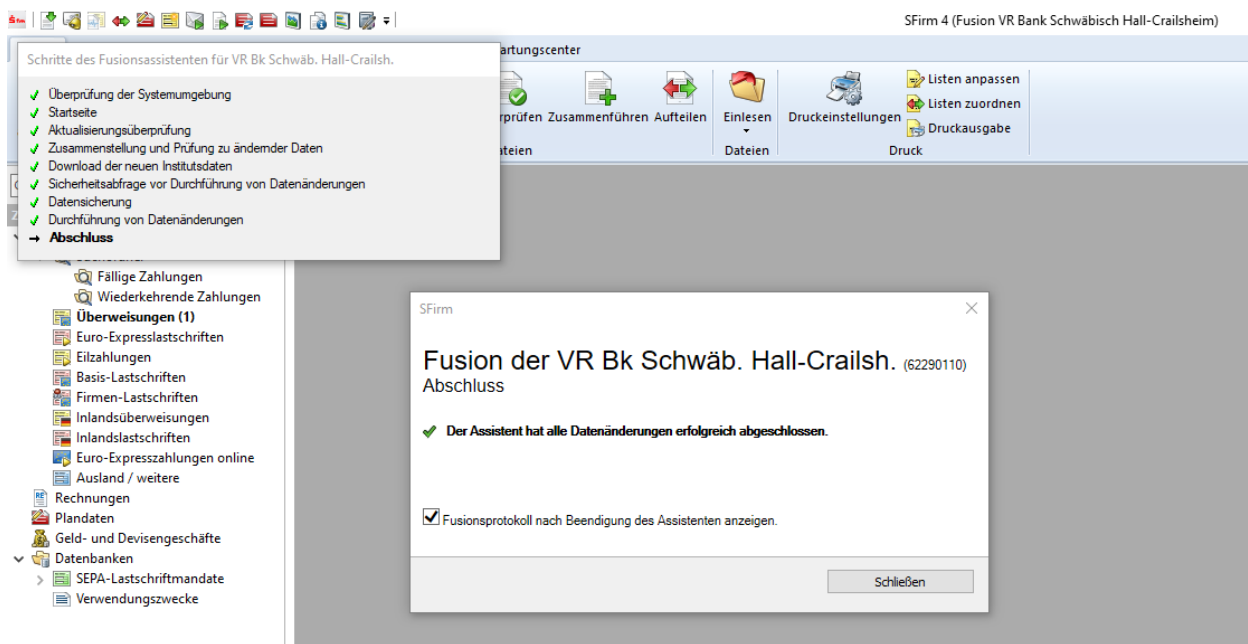 SFirm 4 (Fusion VR Bank Schwäbisch Hall-Crailsheim)
Schritte des Fusionsassistenten für VR Bk Schwäb. Hall-Crailsh.
Überprüfung der Systemumgebung
Startseite
Aktualisierungsüberprüfung
Zusammenstellung und Prüfung zu ändernder Daten
Download der neuen Institutsdaten
Sicherheitsabfrage vor Durchführung von Datenänderungen
Datensicherung
Durchführung von Datenänderungen
Abschluss
artungscenter
rprüfen Zusammenführen Aufteilen
ateien
Einlesen
Dateien
Druckeinstellungen
Listen anpassen
Listen zuordnen
Druckausgabe
Druck
Fällige Zahlungen
Wiederkehrende Zahlungen
Überweisungen (1)
Euro-Expresslastschriften
Eilzahlungen
Basis-Lastschriften
Firmen-Lastschriften
Inlandsüberweisungen
Inlandslastschriften
Euro-Expresszahlungen online
Ausland / weitere
Rechnungen
Plandaten
Geld- und Devisengeschäfte
Datenbanken
SEPA-Lastschriftmandate
Verwendungszwecke
SFirm
Fusion der VR Bk Schwäb. Hall-Crailsh. (62290110)
Abschluss
Der Assistent hat alle Datenänderungen erfolgreich abgeschlossen.
Fusionsprotokoll nach Beendigung des Assistenten anzeigen.
Schließen